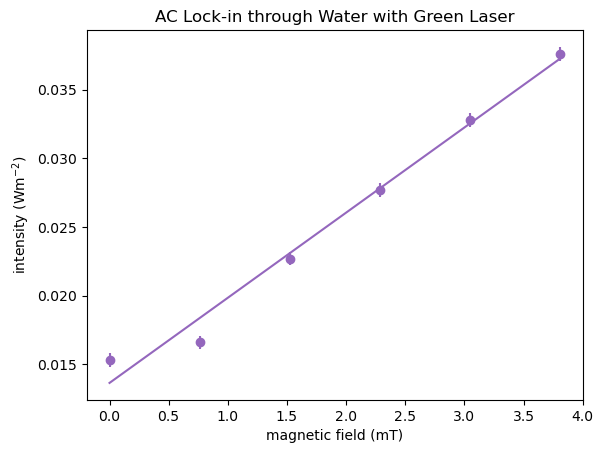 AC Lock-in through Water with Green Laser
intensity (Wm⁻²)
0.035
0.030
0.025
0.020
0.015
0.0 0.5 1.0 1.5 2.0 2.5 3.0 3.5 4.0
magnetic field (mT)